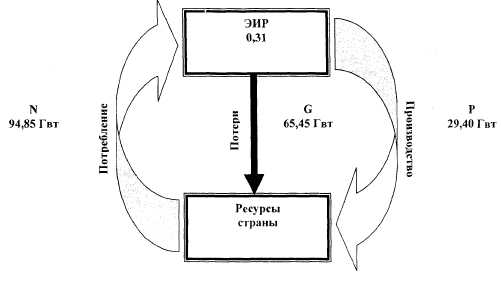 ЭИР
0,31
N
94,85 Гвт
Потребление
Потери
G
65,45 Гвт
Производство
P
29,40 Гвт
Ресурсы
страны